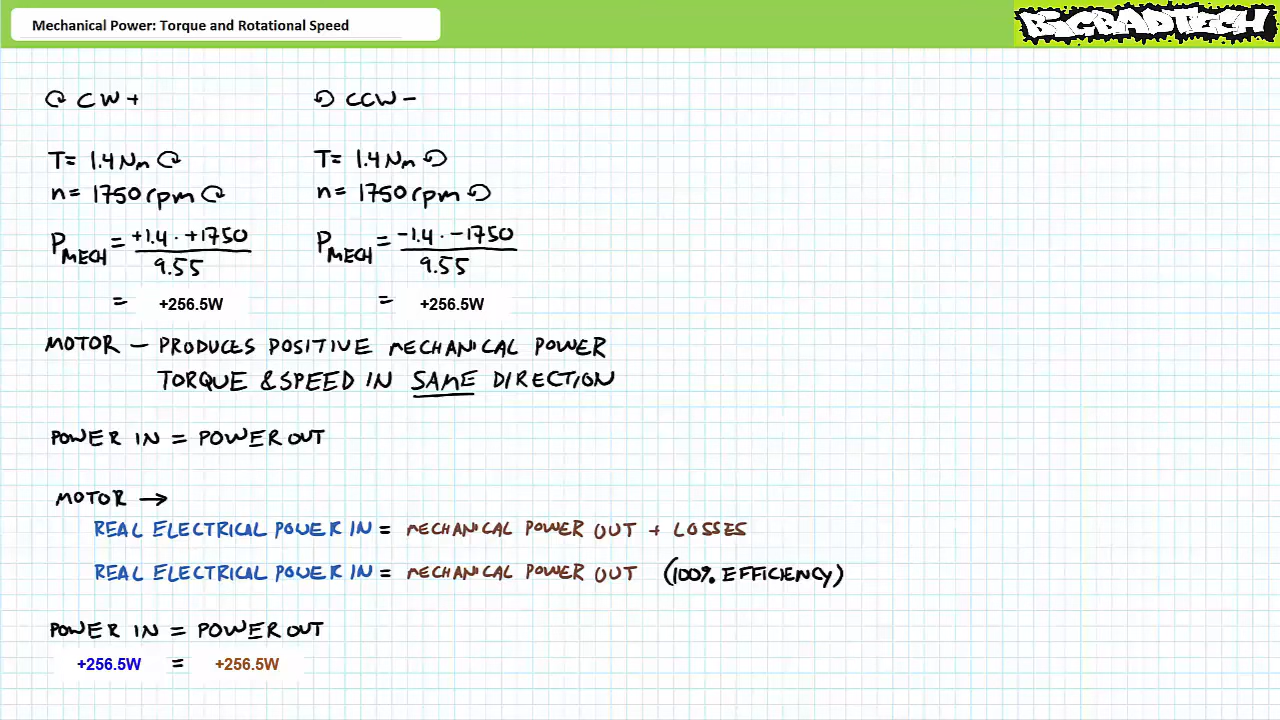 Mechanical Power: Torque and Rotational Speed
BIGBADTECH
CW +
CCW -
T = 1.4 Nm
n = 1750 rpm
P MECH = +1.4 · +1750
9.55
= +256.5W
T = 1.4 Nm
n = 1750 rpm
P MECH = -1.4 · -1750
9.55
= +256.5W
MOTOR - PRODUCES POSITIVE MECHANICAL POWER
TORQUE & SPEED IN SAME DIRECTION
POWER IN = POWER OUT
MOTOR →
REAL ELECTRICAL POWER IN = MECHANICAL POWER OUT + LOSSES
REAL ELECTRICAL POWER IN = MECHANICAL POWER OUT (100% EFFICIENCY)
POWER IN = POWER OUT
+256.5W = +256.5W